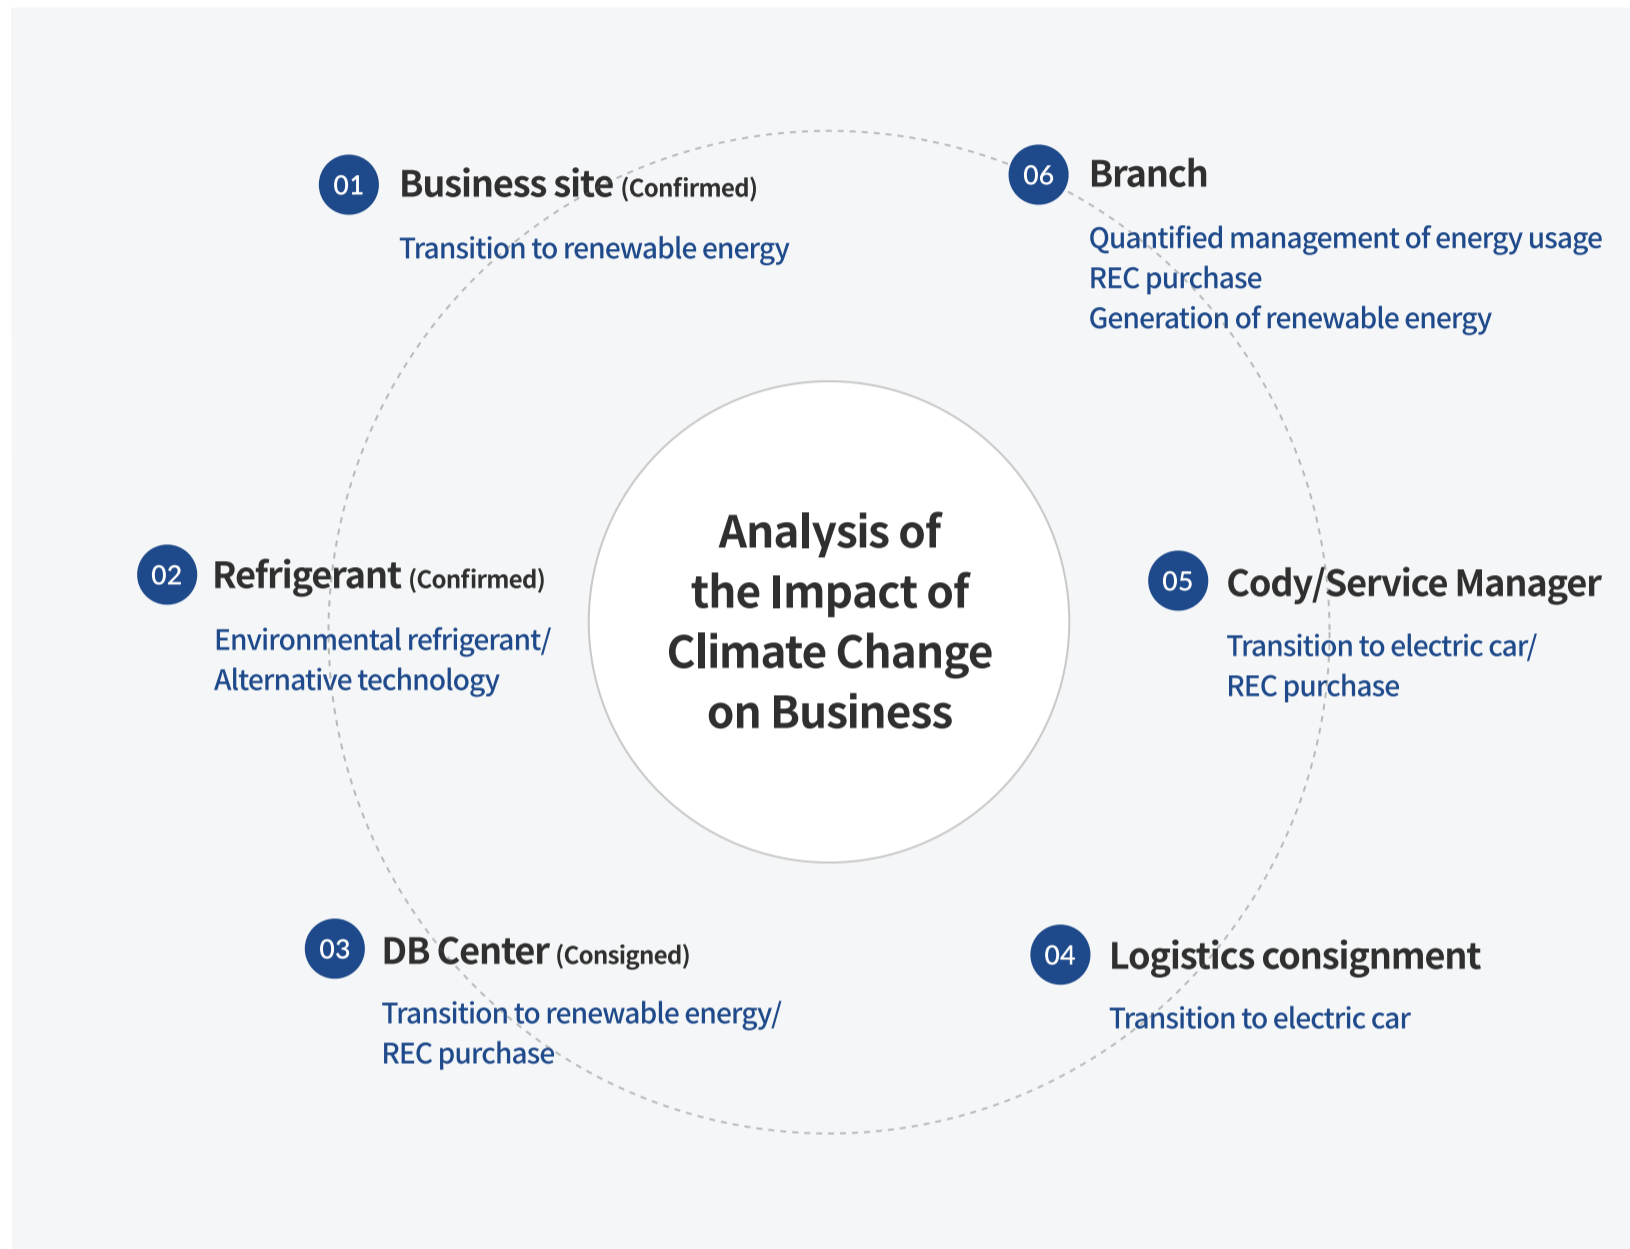 01
Business site (Confirmed)
Transition to renewable energy
02
Refrigerant (Confirmed)
Environmental refrigerant/
Alternative technology
03
DB Center (Consigned)
Transition to renewable energy/
REC purchase
04
Logistics consignment
Transition to electric car
05
Cody/Service Manager
Transition to electric car/
REC purchase
06
Branch
Quantified management of energy usage
REC purchase
Generation of renewable energy
Analysis of
the Impact of
Climate Change
on Business